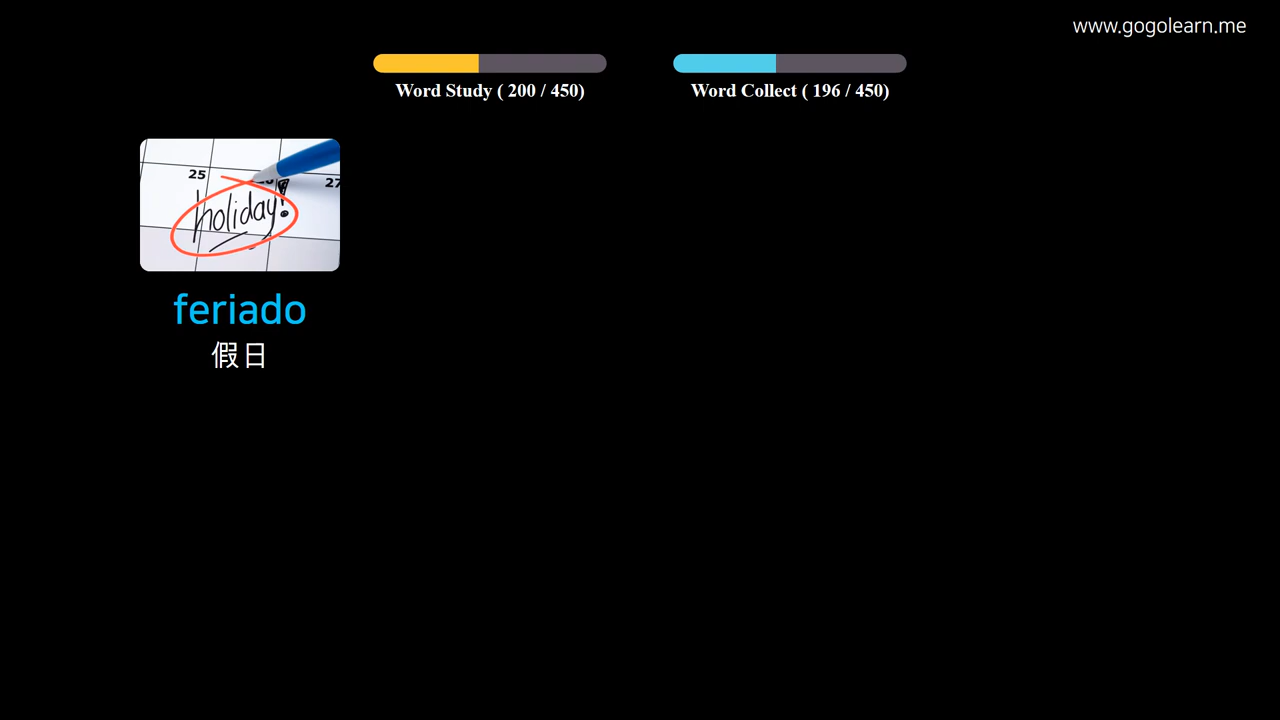 www.gogolearn.me
Word Study ( 200 / 450)
Word Collect ( 196 / 450)
25
27
holiday!
feriado
假日